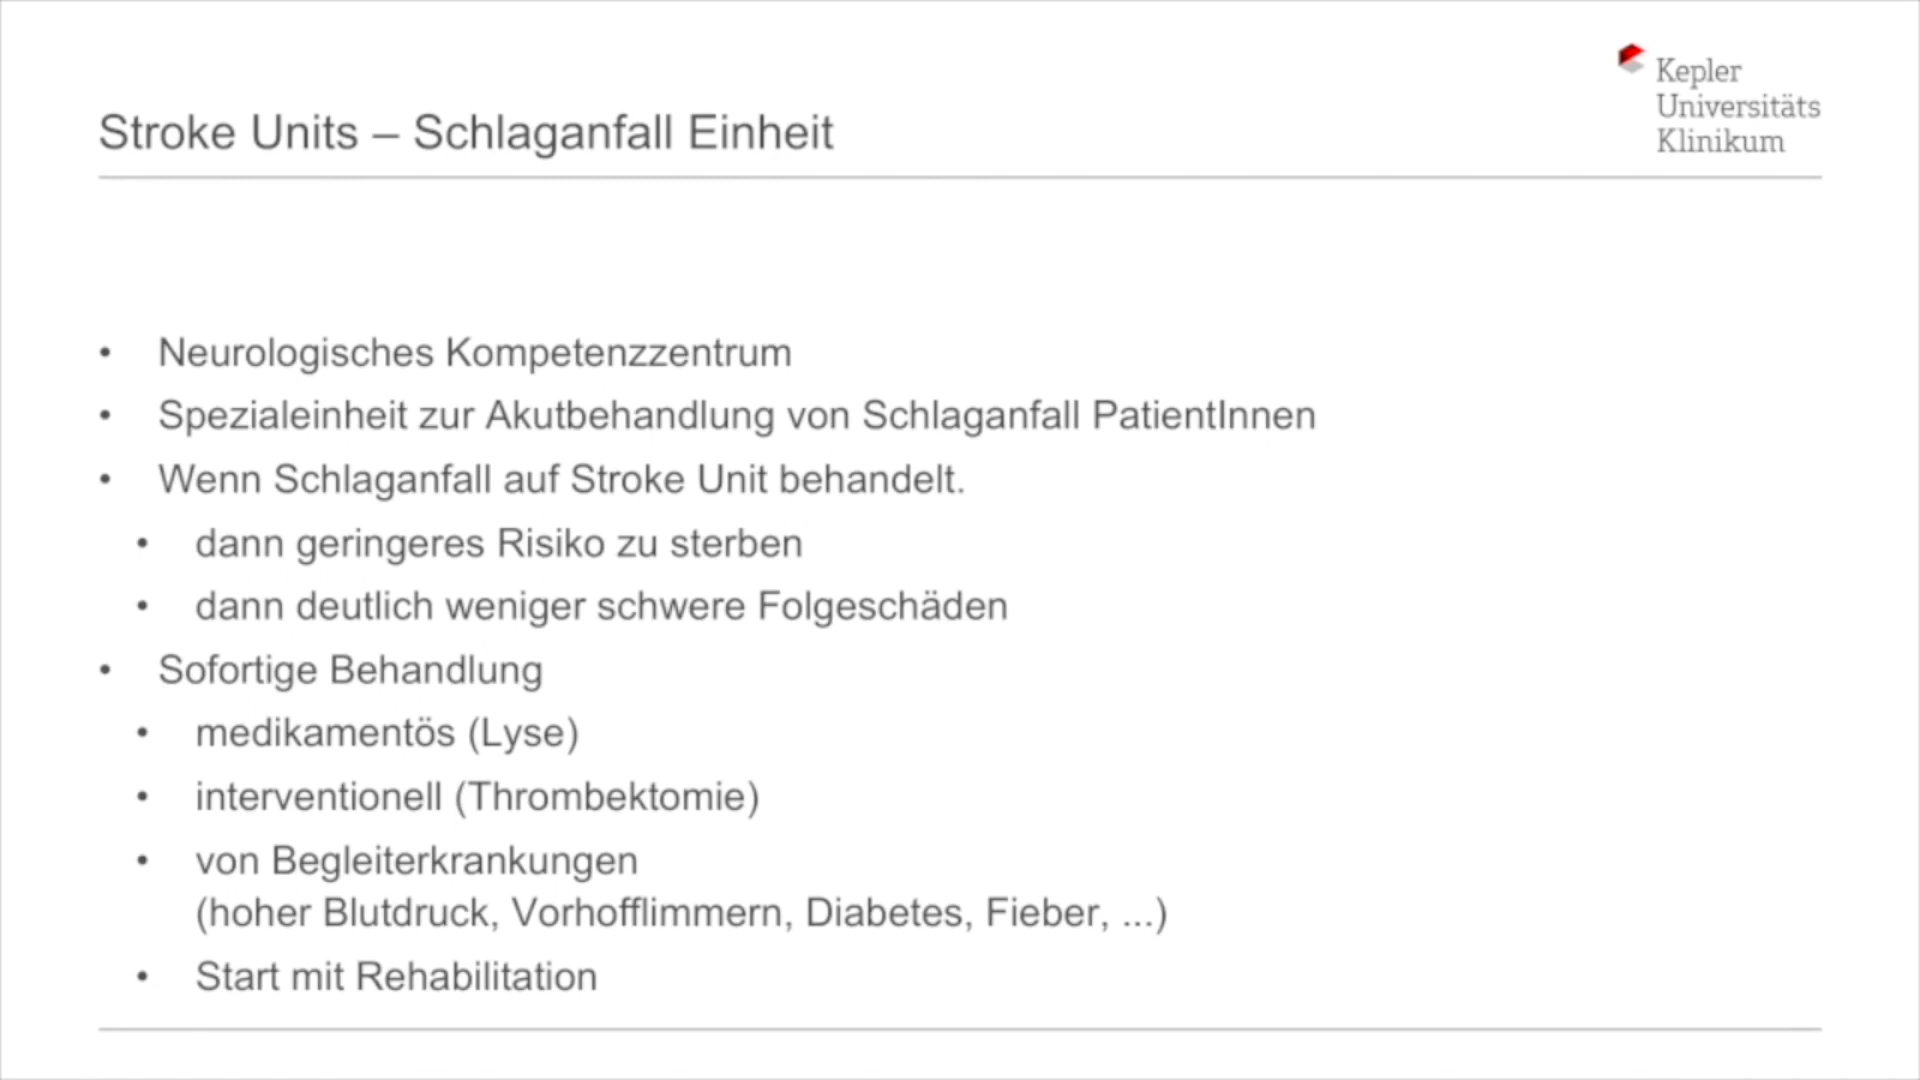 Kepler
Universitäts
Klinikum
Stroke Units – Schlaganfall Einheit
• Neurologisches Kompetenzzentrum
• Spezialeinheit zur Akutbehandlung von Schlaganfall PatientInnen
• Wenn Schlaganfall auf Stroke Unit behandelt.
• dann geringeres Risiko zu sterben
• dann deutlich weniger schwere Folgeschäden
• Sofortige Behandlung
• medikamentös (Lyse)
• interventionell (Thrombektomie)
• von Begleiterkrankungen
(hoher Blutdruck, Vorhofflimmern, Diabetes, Fieber, ...)
• Start mit Rehabilitation